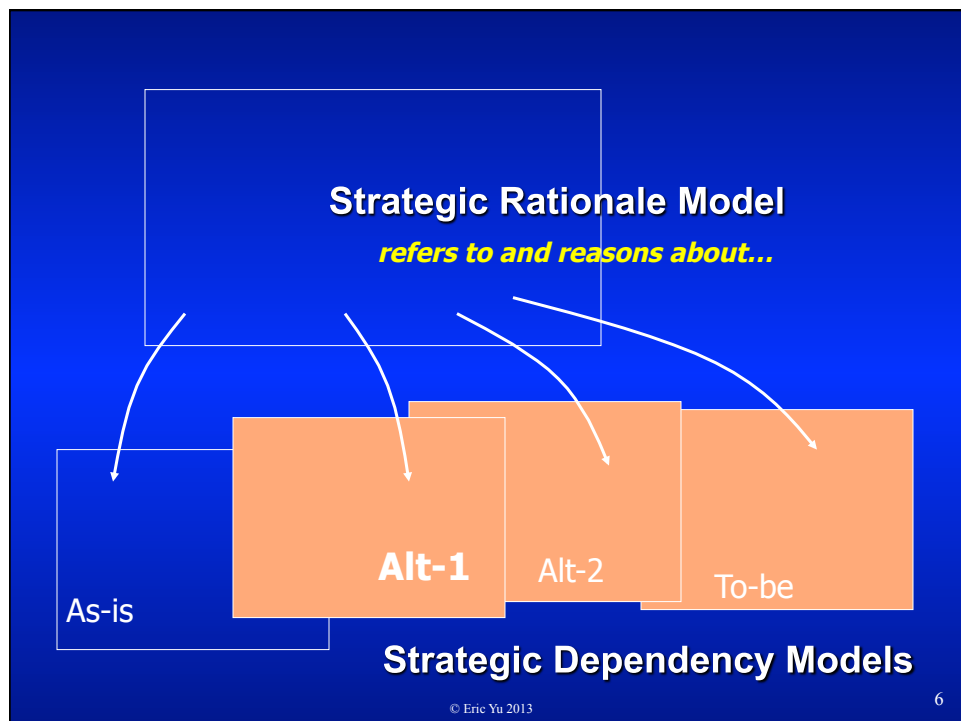 Strategic Rationale Model
refers to and reasons about…
Alt-1
Alt-2
To-be
As-is
Strategic Dependency Models
© Eric Yu 2013
6